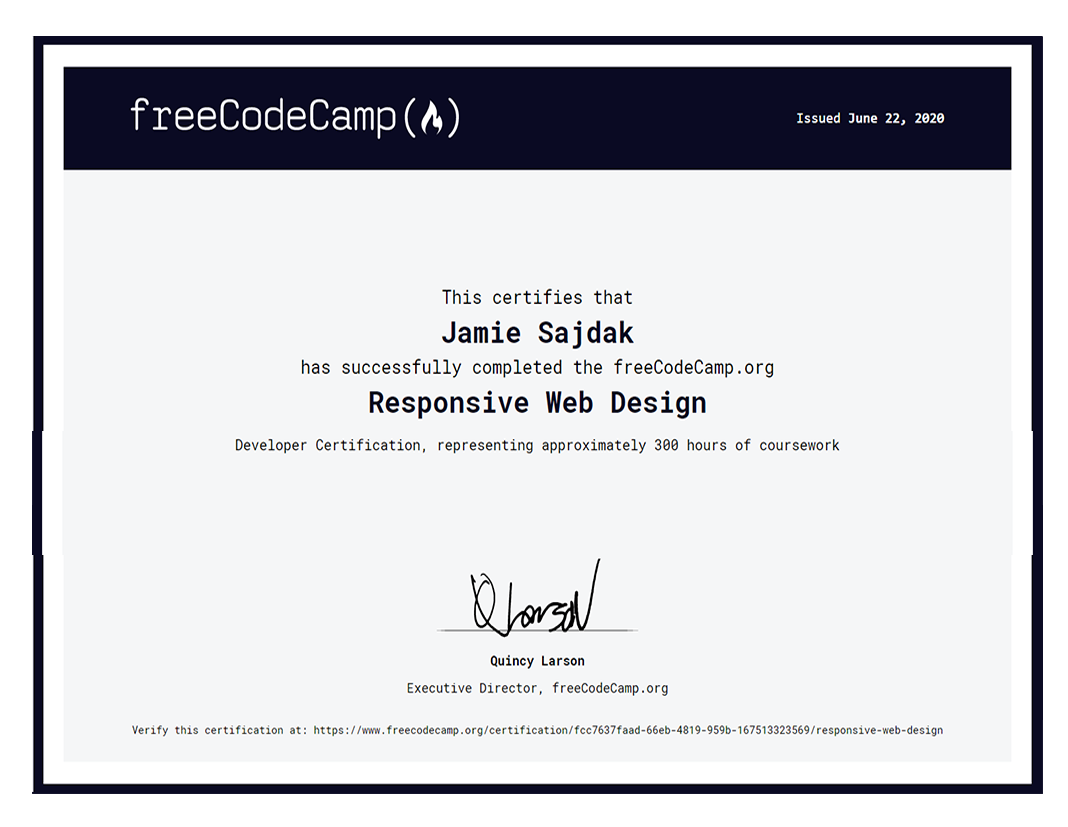 freeCodeCamp
Issued June 22, 2020
This certifies that
Jamie Sajdak
has successfully completed the freeCodeCamp.org
Responsive Web Design
Developer Certification, representing approximately 300 hours of coursework
Q Larson
Quincy Larson
Executive Director, freeCodeCamp.org
Verify this certification at: https://www.freecodecamp.org/certification/fcc7637faad-66eb-4819-959b-167513323569/responsive-web-design